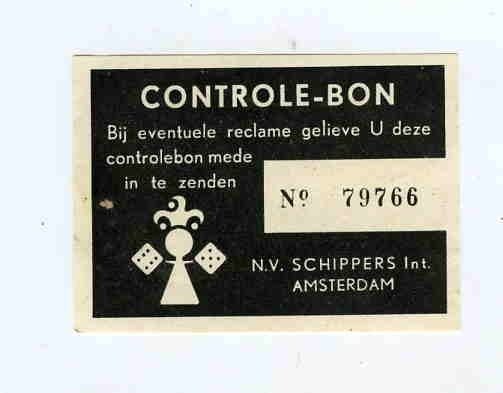 CONTROLE-BON
Bij eventuele reclame gelieve U deze
controlebon mede
in te zenden
Nº 79766
N.V. SCHIPPERS Int.
AMSTERDAM